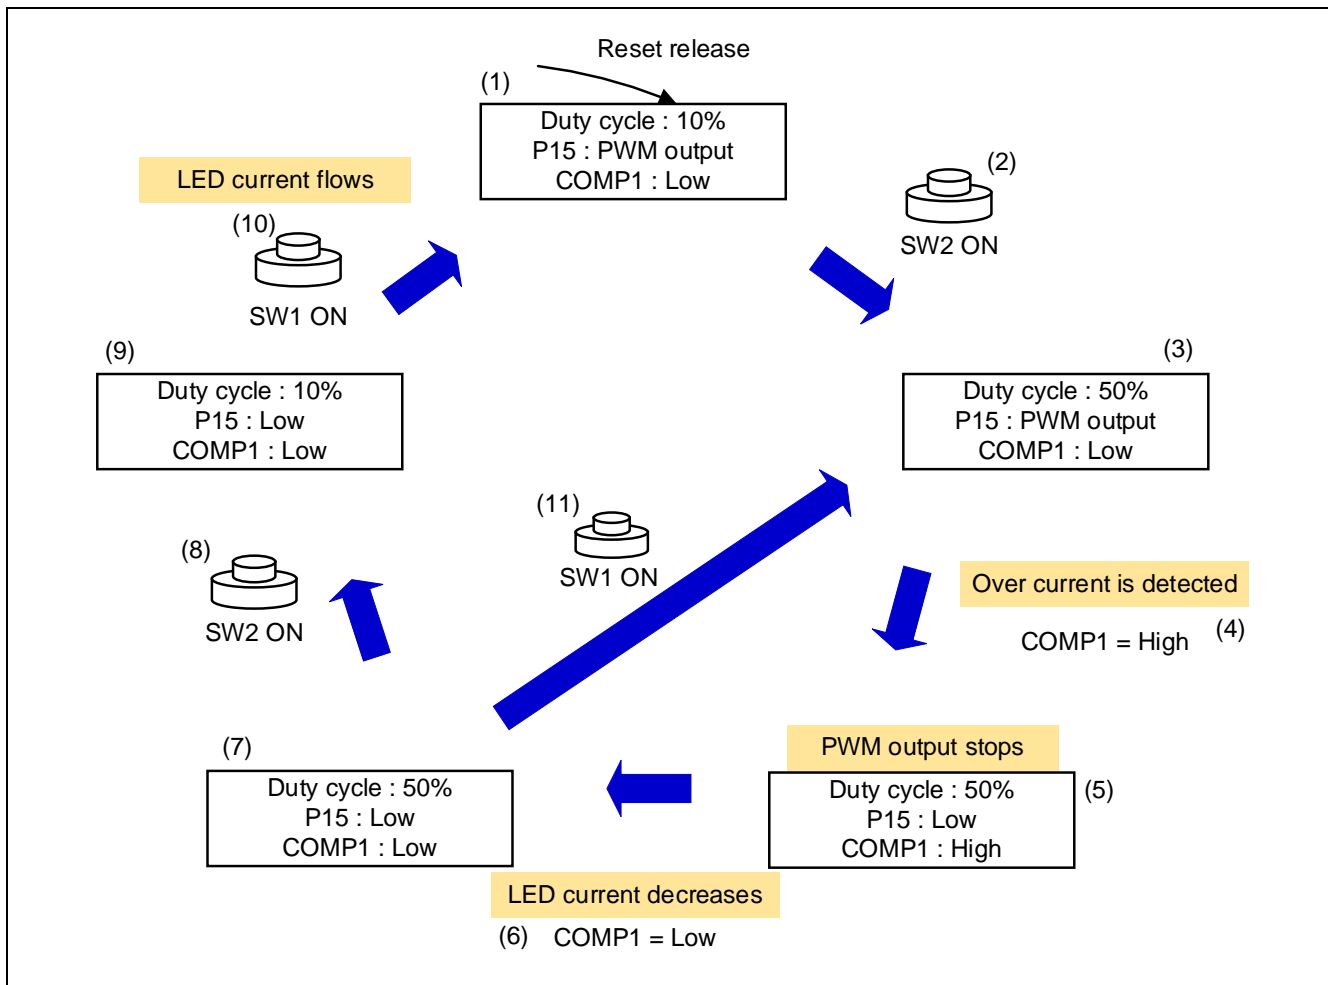 Reset release
(1)
Duty cycle : 10%
P15 : PWM output
COMP1 : Low
(2)
SW2 ON
LED current flows
(10)
SW1 ON
(3)
Duty cycle : 50%
P15 : PWM output
COMP1 : Low
(9)
Duty cycle : 10%
P15 : Low
COMP1 : Low
(11)
SW1 ON
(8)
SW2 ON
Over current is detected
COMP1 = High
(4)
PWM output stops
(5)
Duty cycle : 50%
P15 : Low
COMP1 : High
(7)
Duty cycle : 50%
P15 : Low
COMP1 : Low
LED current decreases
(6)
COMP1 = Low